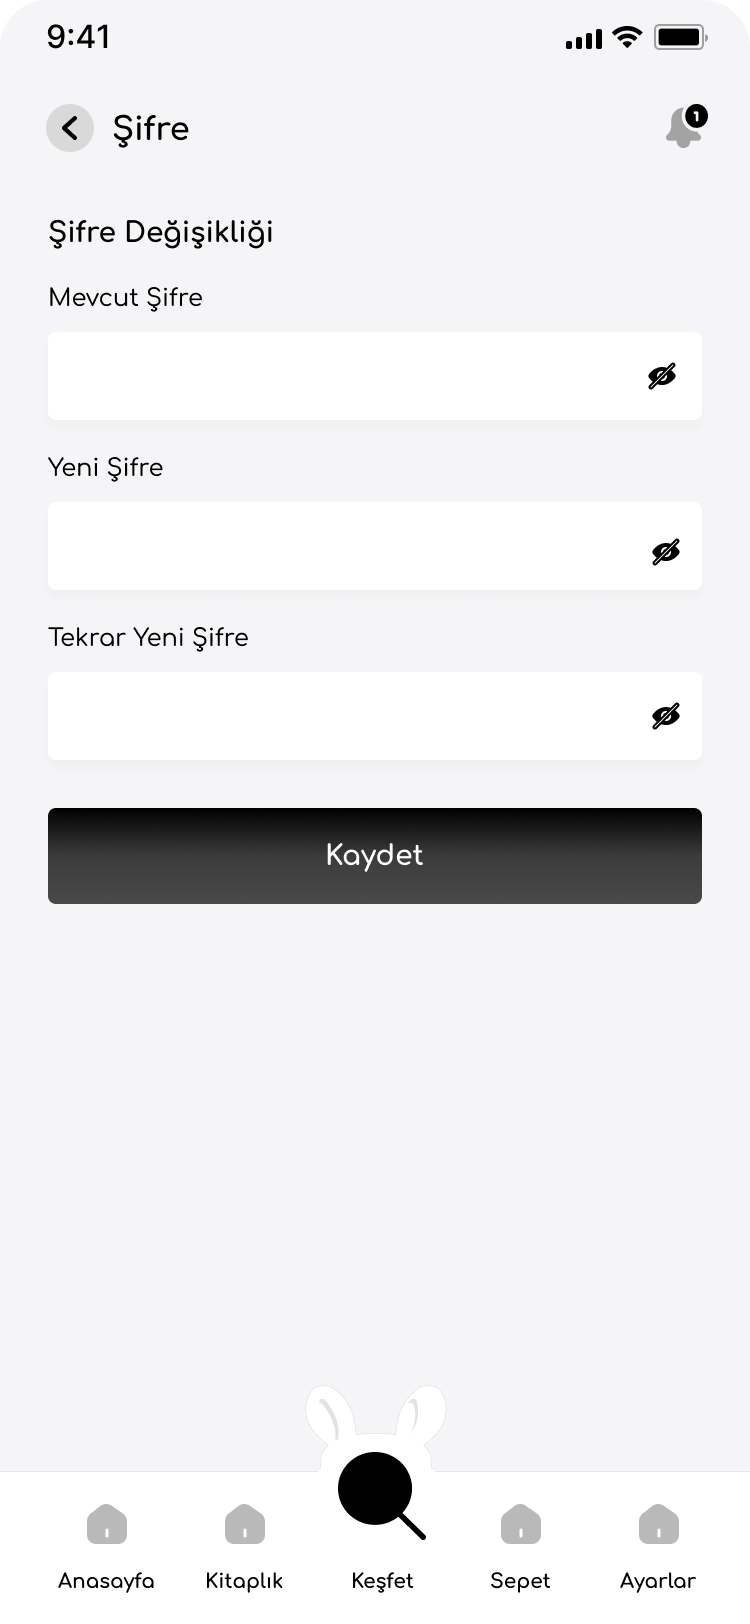 9:41
Şifre
1
Şifre Değişikliği
Mevcut Şifre
Yeni Şifre
Tekrar Yeni Şifre
Kaydet
Anasayfa
Kitaplık
Keşfet
Sepet
Ayarlar